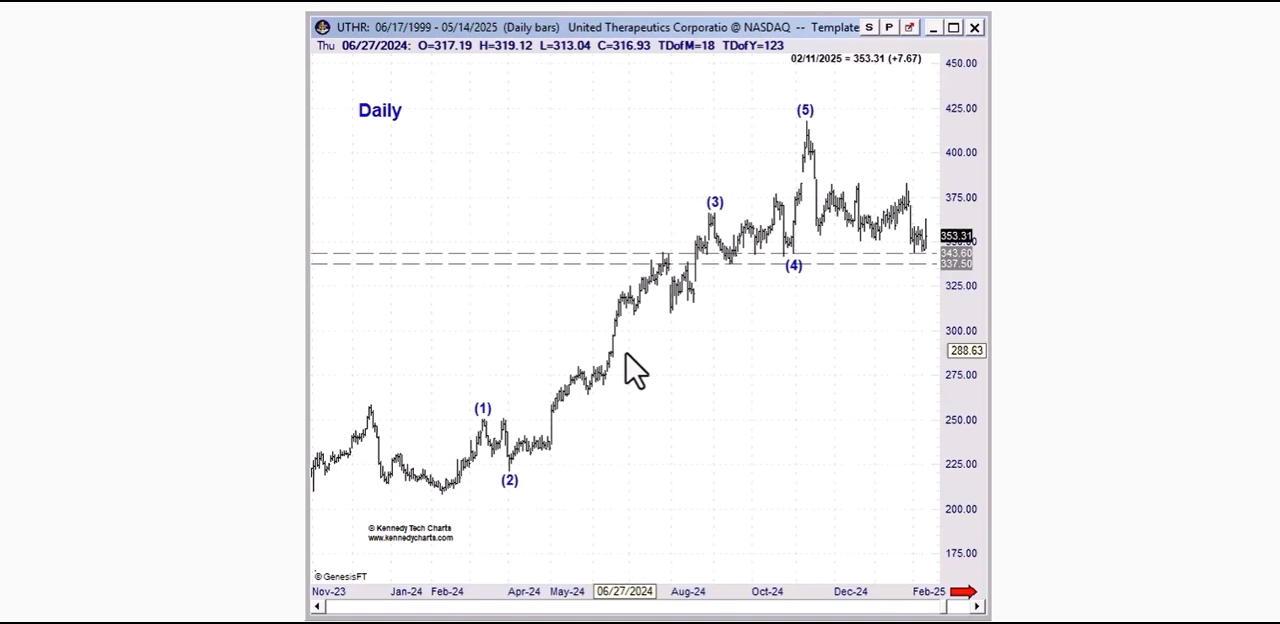 UTHR: 06/17/1999 - 05/14/2025 (Daily bars) United Therapeutics Corporatio @ NASDAQ -- Template S P
Thu 06/27/2024: O=317.19 H=319.12 L=313.04 C=316.93 TDofM=18 TDofY=123
02/11/2025 = 353.31 (+7.67)
450.00
Daily
(5)
425.00
400.00
375.00
(3)
353.31
343.60
(4)
337.50
325.00
300.00
288.63
275.00
(1)
250.00
225.00
(2)
200.00
© Kennedy Tech Charts
www.kennedycharts.com
175.00
©GenesisFT
Nov-23 Jan-24 Feb-24 Apr-24 May-24 06/27/2024 Aug-24 Oct-24 Dec-24 Feb-25